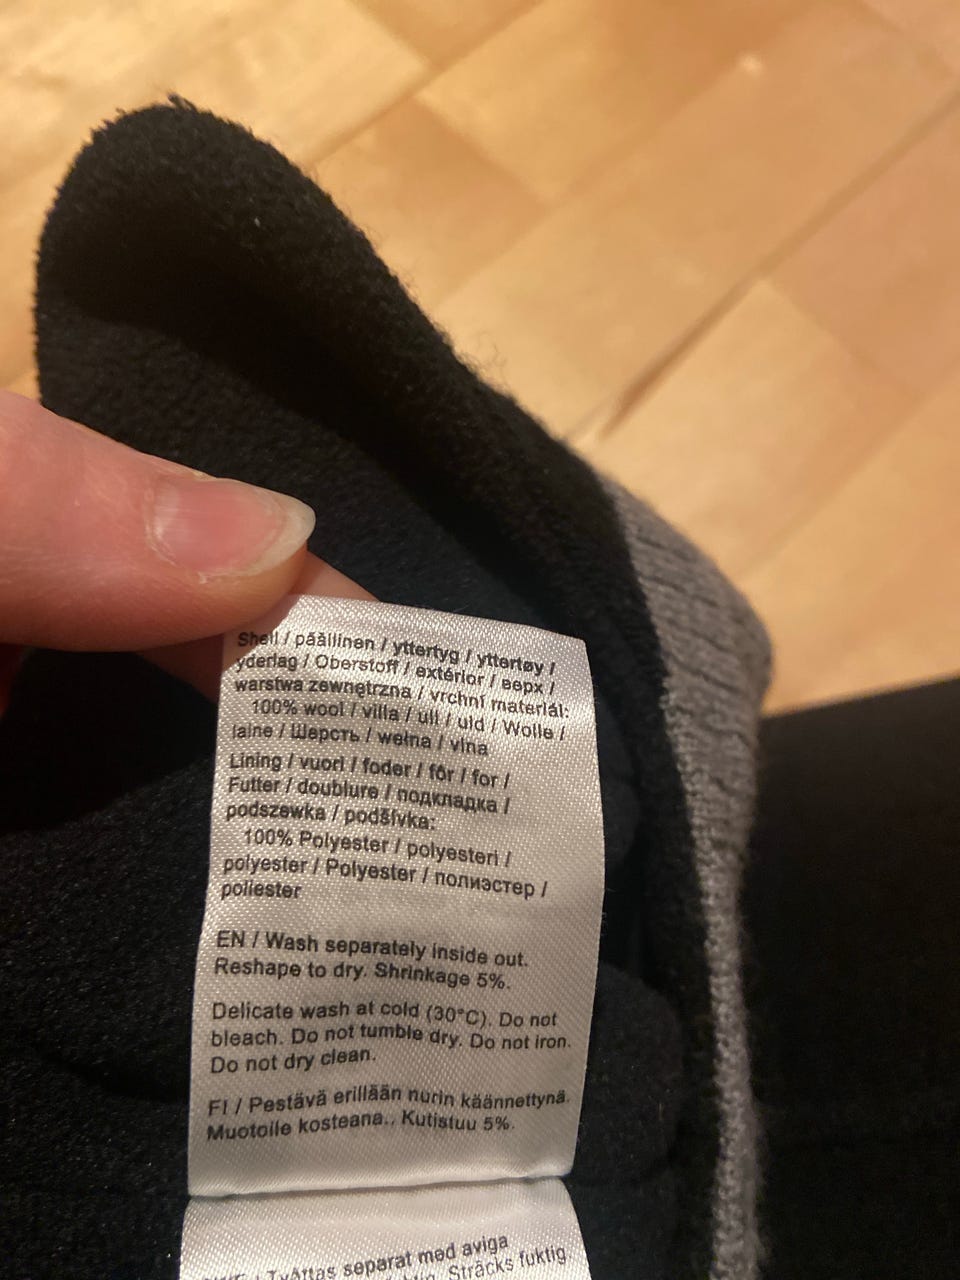 Shell / päällinen / yttertyg / yttertøy /
yderlag / Oberstoff / extérior / верх /
warstwa zewnętrzna / vrchní materiál:
100% wool / villa / ull / uld / Wolle /
laine / Шерсть / wełna / vlna
Lining / vuori / foder / fôr / for /
Futter / doublure / подкладка /
podszewka / podšívka:
100% Polyester / polyesteri /
polyester / Polyester / полиэстер /
poliester
EN / Wash separately inside out.
Reshape to dry. Shrinkage 5%.
Delicate wash at cold (30°C). Do not
bleach. Do not tumble dry. Do not iron.
Do not dry clean.
FI / Pestävä erillään nurin käännettynä.
Muotoile kosteana.. Kutistuu 5%.
/ Tvättas separat med aviga
Sträcks fuktig